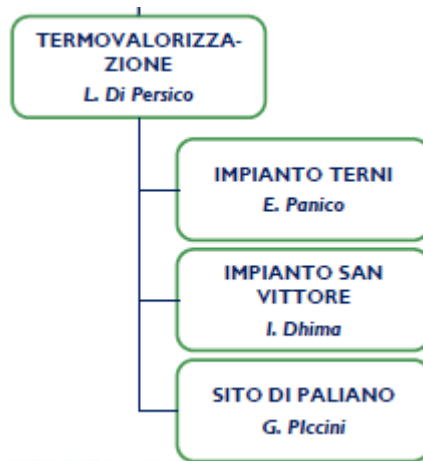 TERMOVALORIZZA-
ZIONE
L. Di Persico
IMPIANTO TERNI
E. Panico
IMPIANTO SAN
VITTORE
I. Dhima
SITO DI PALIANO
G. PIccini